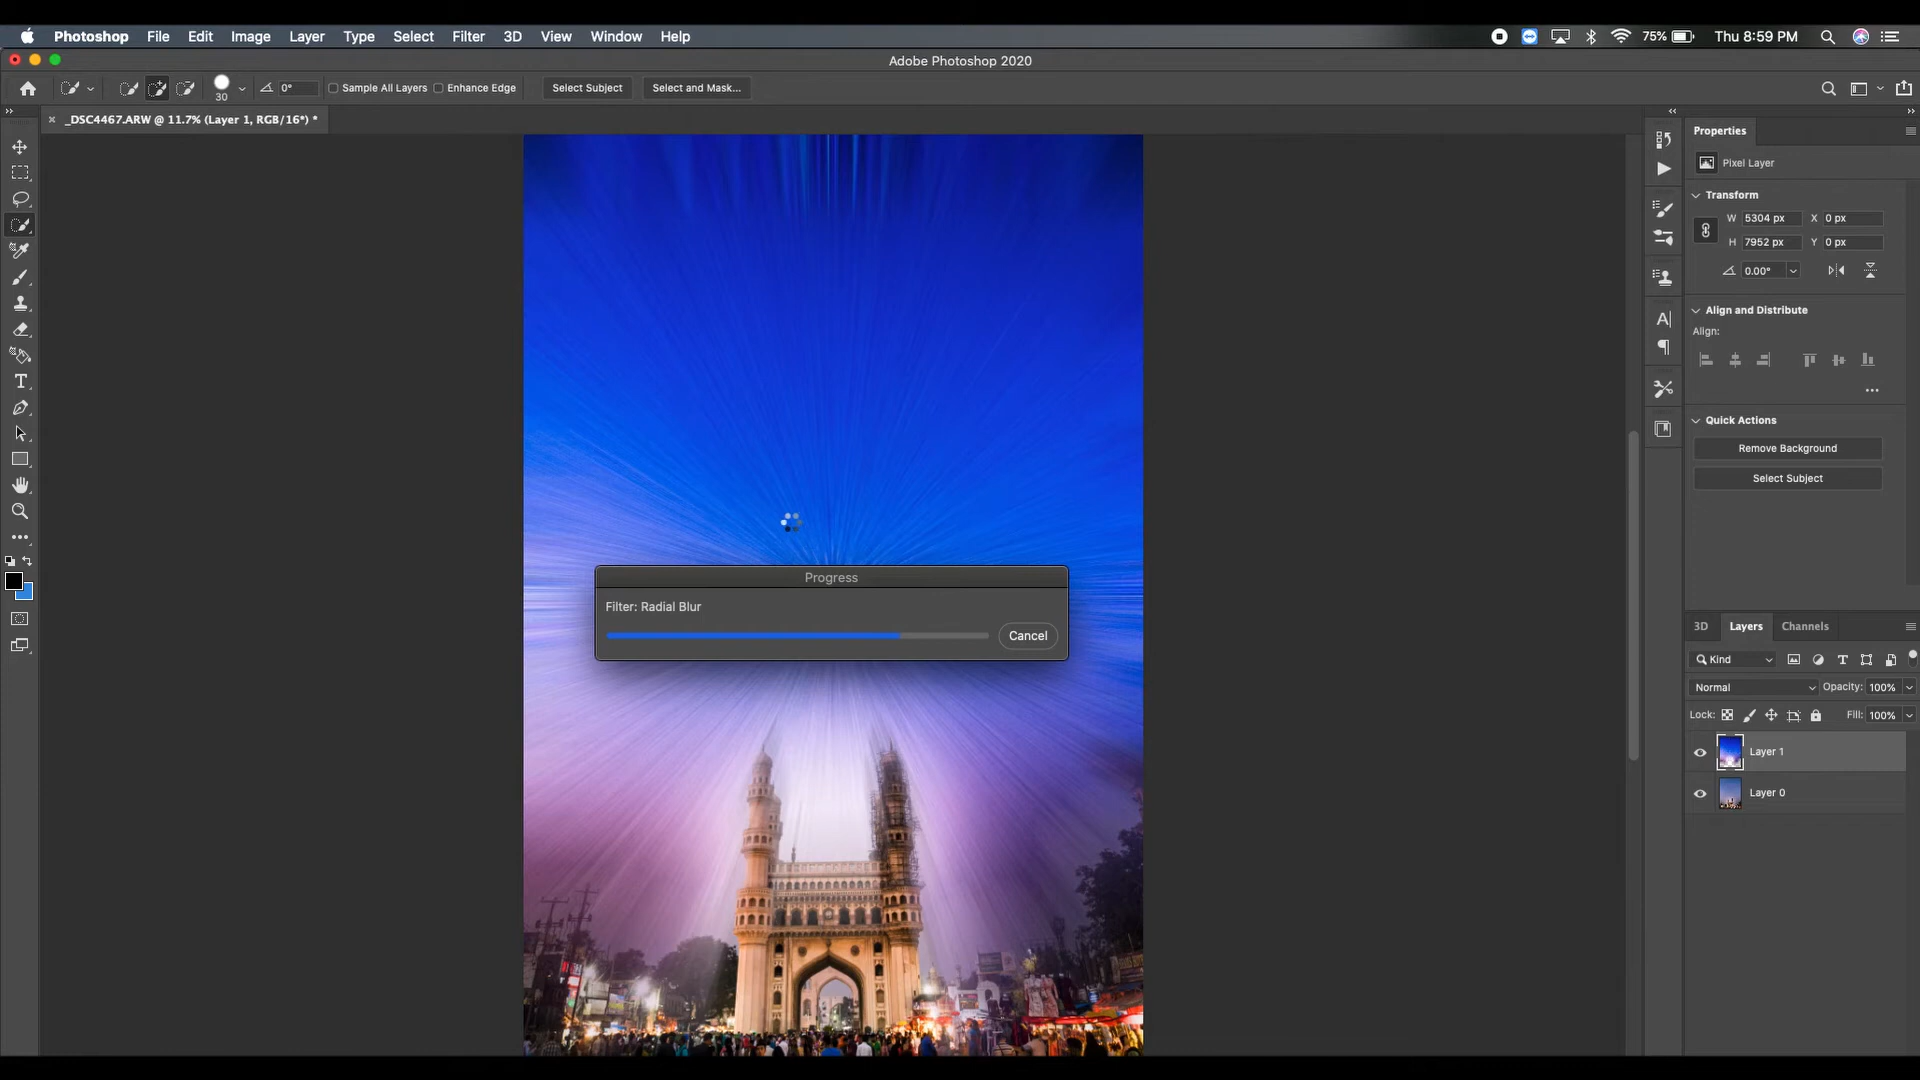 Photoshop File Edit Image Layer Type Select Filter 3D View Window Help 75% Thu 8:59 PM
Adobe Photoshop 2020
30 0° Sample All Layers Enhance Edge Select Subject Select and Mask...
_DSC4467.ARW @ 11.7% (Layer 1, RGB/16*) *
Properties
Pixel Layer
Transform
W 5304 px X 0 px
H 7952 px Y 0 px
0.00°
Align and Distribute
Align:
Quick Actions
Remove Background
Select Subject
Progress
Filter: Radial Blur
Cancel
3D Layers Channels
Kind
Normal Opacity: 100%
Lock: Fill: 100%
Layer 1
Layer 0